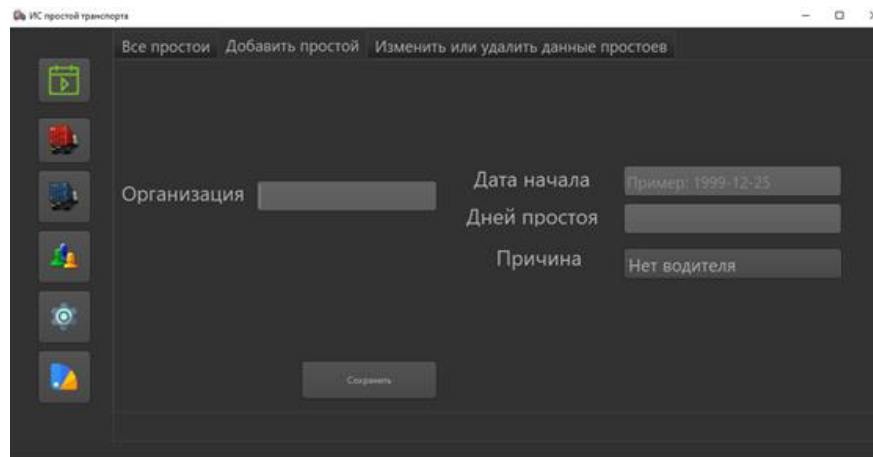 ИС простой транспорта
Все простои Добавить простой Изменить или удалить данные простоев
Организация
Дата начала Пример: 1999-12-25
Дней простоя
Причина Нет водителя
Сохранить